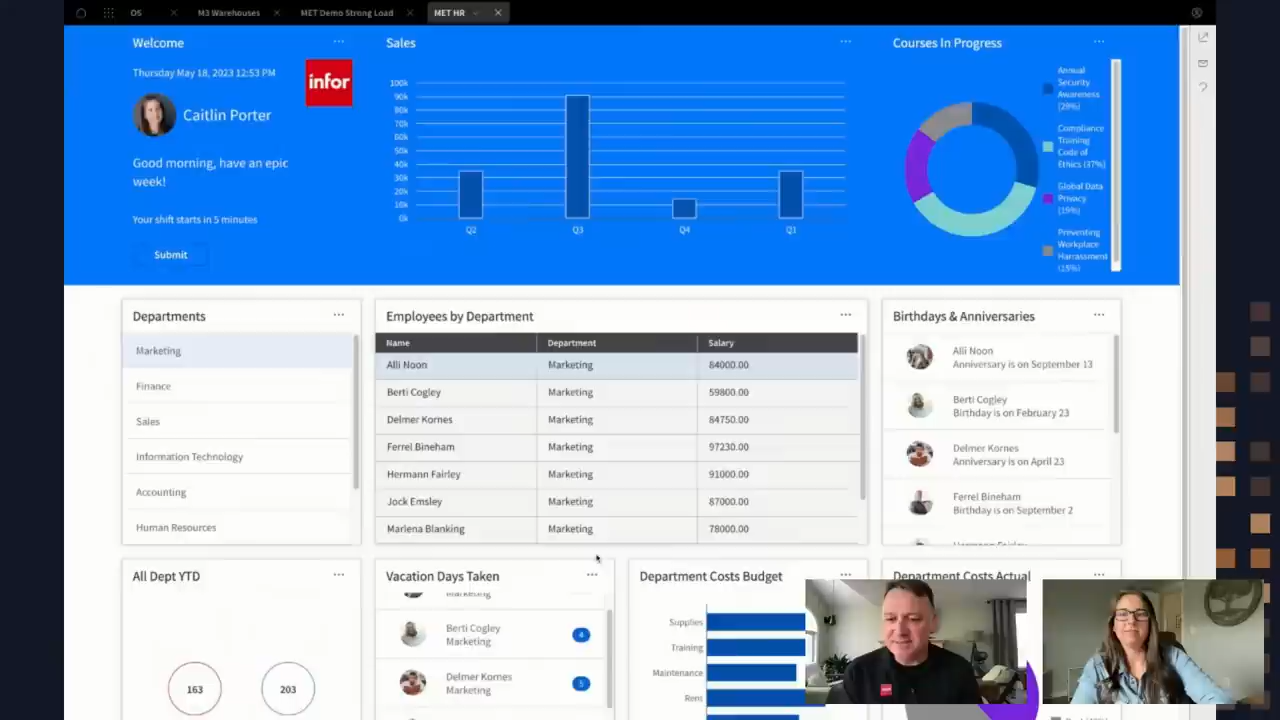 OS
M3 Warehouses
MET Demo Strong Load
MET HR
Welcome
Thursday May 18, 2023 12:53 PM
infor
Caitlin Porter
Good morning, have an epic
week!
Your shift starts in 5 minutes
Submit
Sales
100k
90k
80k
70k
60k
50k
40k
30k
20k
10k
0k
Q2
Q3
Q4
Q1
Courses In Progress
Annual
Security
Awareness
(29%)
Compliance
Training
Code of
Ethics (37%)
Global Data
Privacy
(19%)
Preventing
Workplace
Harrassment
(15%)
Departments
Marketing
Finance
Sales
Information Technology
Accounting
Human Resources
Employees by Department
Name Department Salary
Alli Noon Marketing 84000.00
Berti Cogley Marketing 59800.00
Delmer Kornes Marketing 84750.00
Ferrel Bineham Marketing 97230.00
Hermann Fairley Marketing 91000.00
Jock Emsley Marketing 87000.00
Marlena Blanking Marketing 78000.00
Birthdays & Anniversaries
Alli Noon
Anniversary is on September 13
Berti Cogley
Birthday is on February 23
Delmer Kornes
Anniversary is on April 23
Ferrel Bineham
Birthday is on September 2
All Dept YTD
163
203
Vacation Days Taken
Marketing
Berti Cogley
Marketing
4
Delmer Kornes
Marketing
5
Department Costs Budget
Supplies
Training
Maintenance
Rent
Department Costs Actual